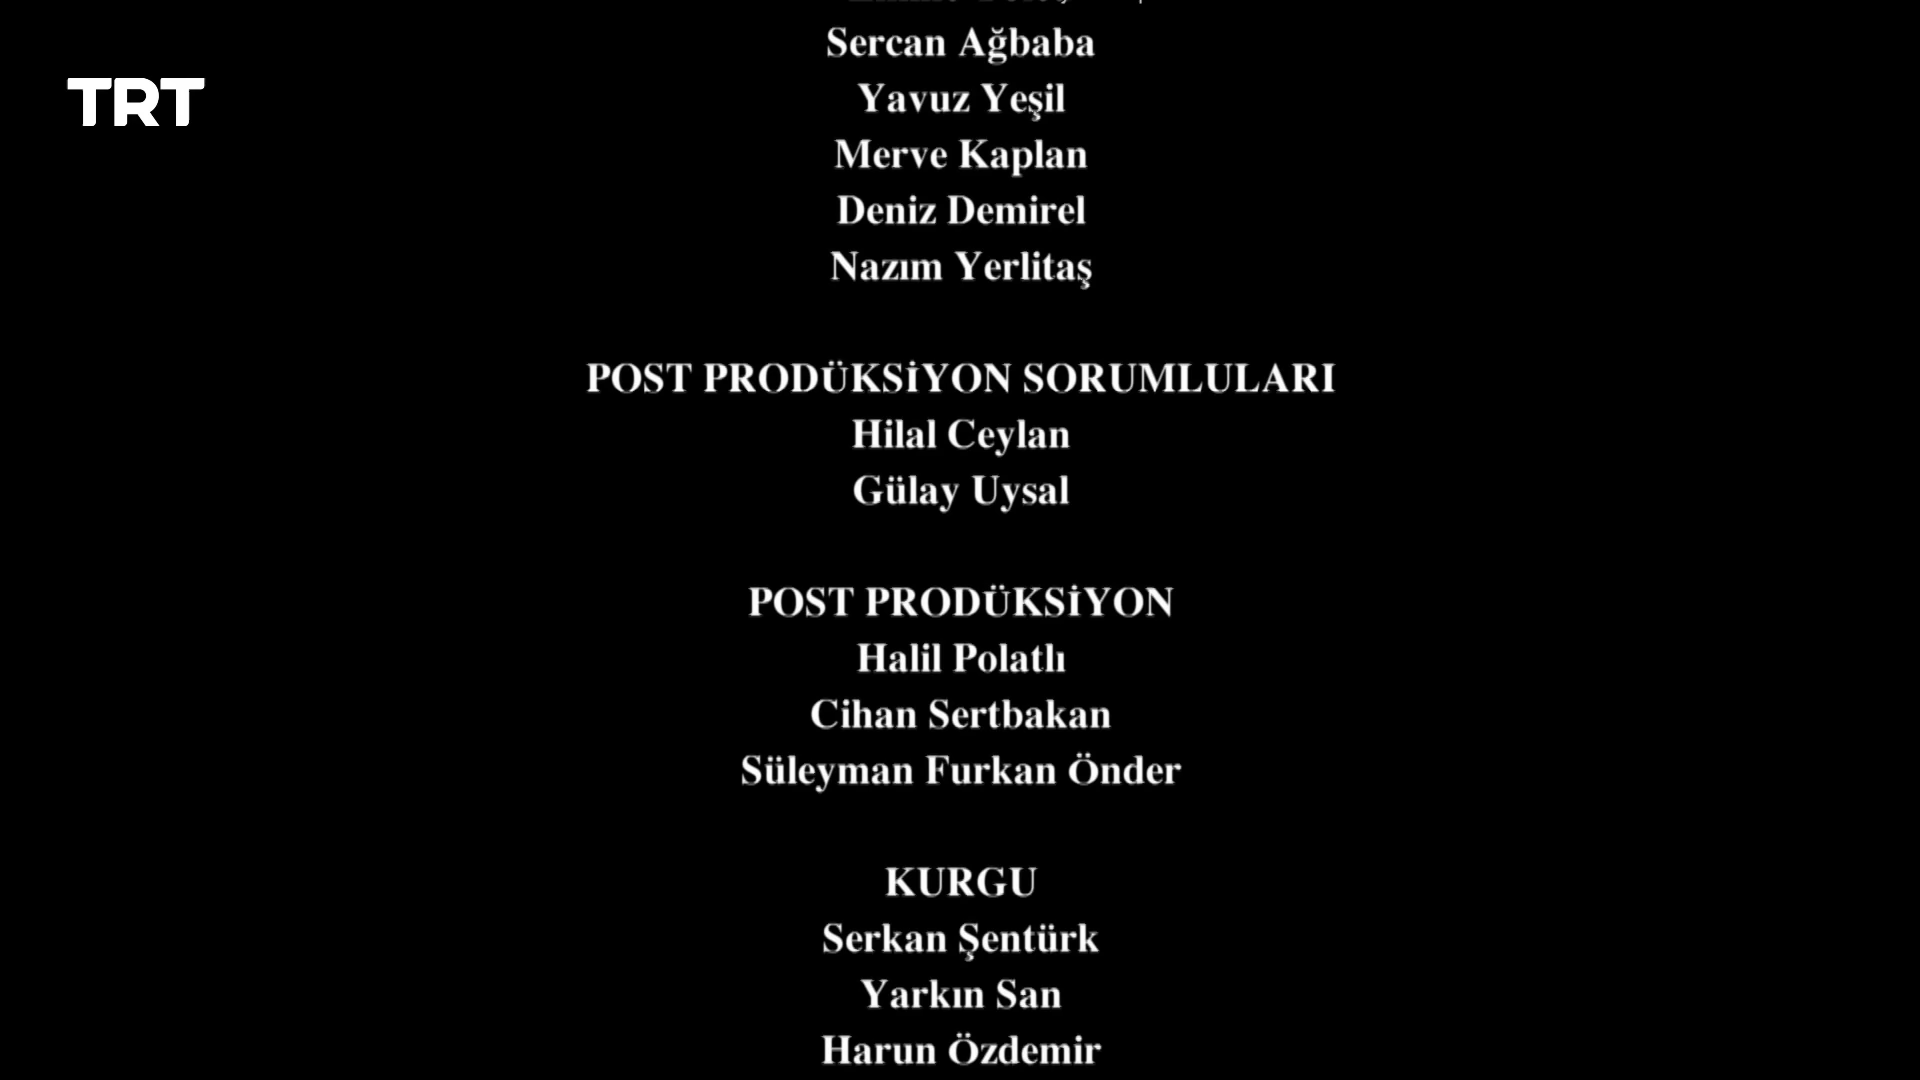 TRT
Sercan Ağbaba
Yavuz Yeşil
Merve Kaplan
Deniz Demirel
Nazım Yerlitaş
POST PRODÜKSİYON SORUMLULARI
Hilal Ceylan
Gülay Uysal
POST PRODÜKSİYON
Halil Polatlı
Cihan Sertbakan
Süleyman Furkan Önder
KURGU
Serkan Şentürk
Yarkın San
Harun Özdemir